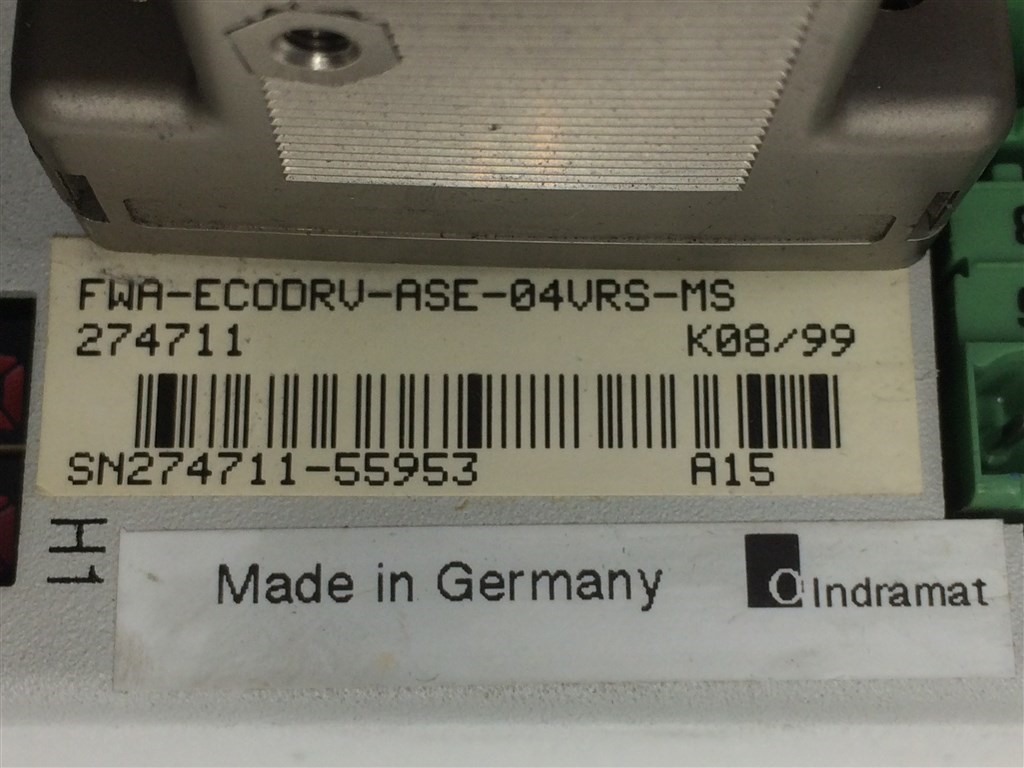 FWA-ECODRV-ASE-04VRS-MS
274711 K08/99
SN274711-55953 A15
H1
Made in Germany
Indramat